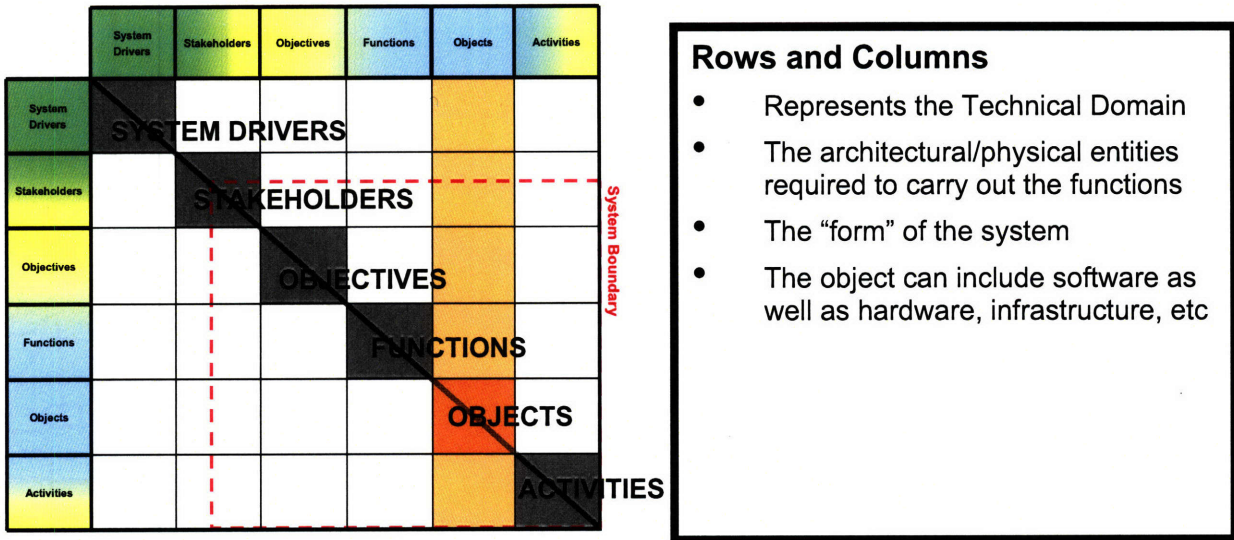 System
Drivers
Stakeholders
Objectives
Functions
Objects
Activities
System
Drivers
SYSTEM DRIVERS
Stakeholders
STAKEHOLDERS
Objectives
OBJECTIVES
Functions
FUNCTIONS
Objects
OBJECTS
Activities
ACTIVITIES
System Boundary
Rows and Columns
• Represents the Technical Domain
• The architectural/physical entities
required to carry out the functions
• The “form” of the system
• The object can include software as
well as hardware, infrastructure, etc